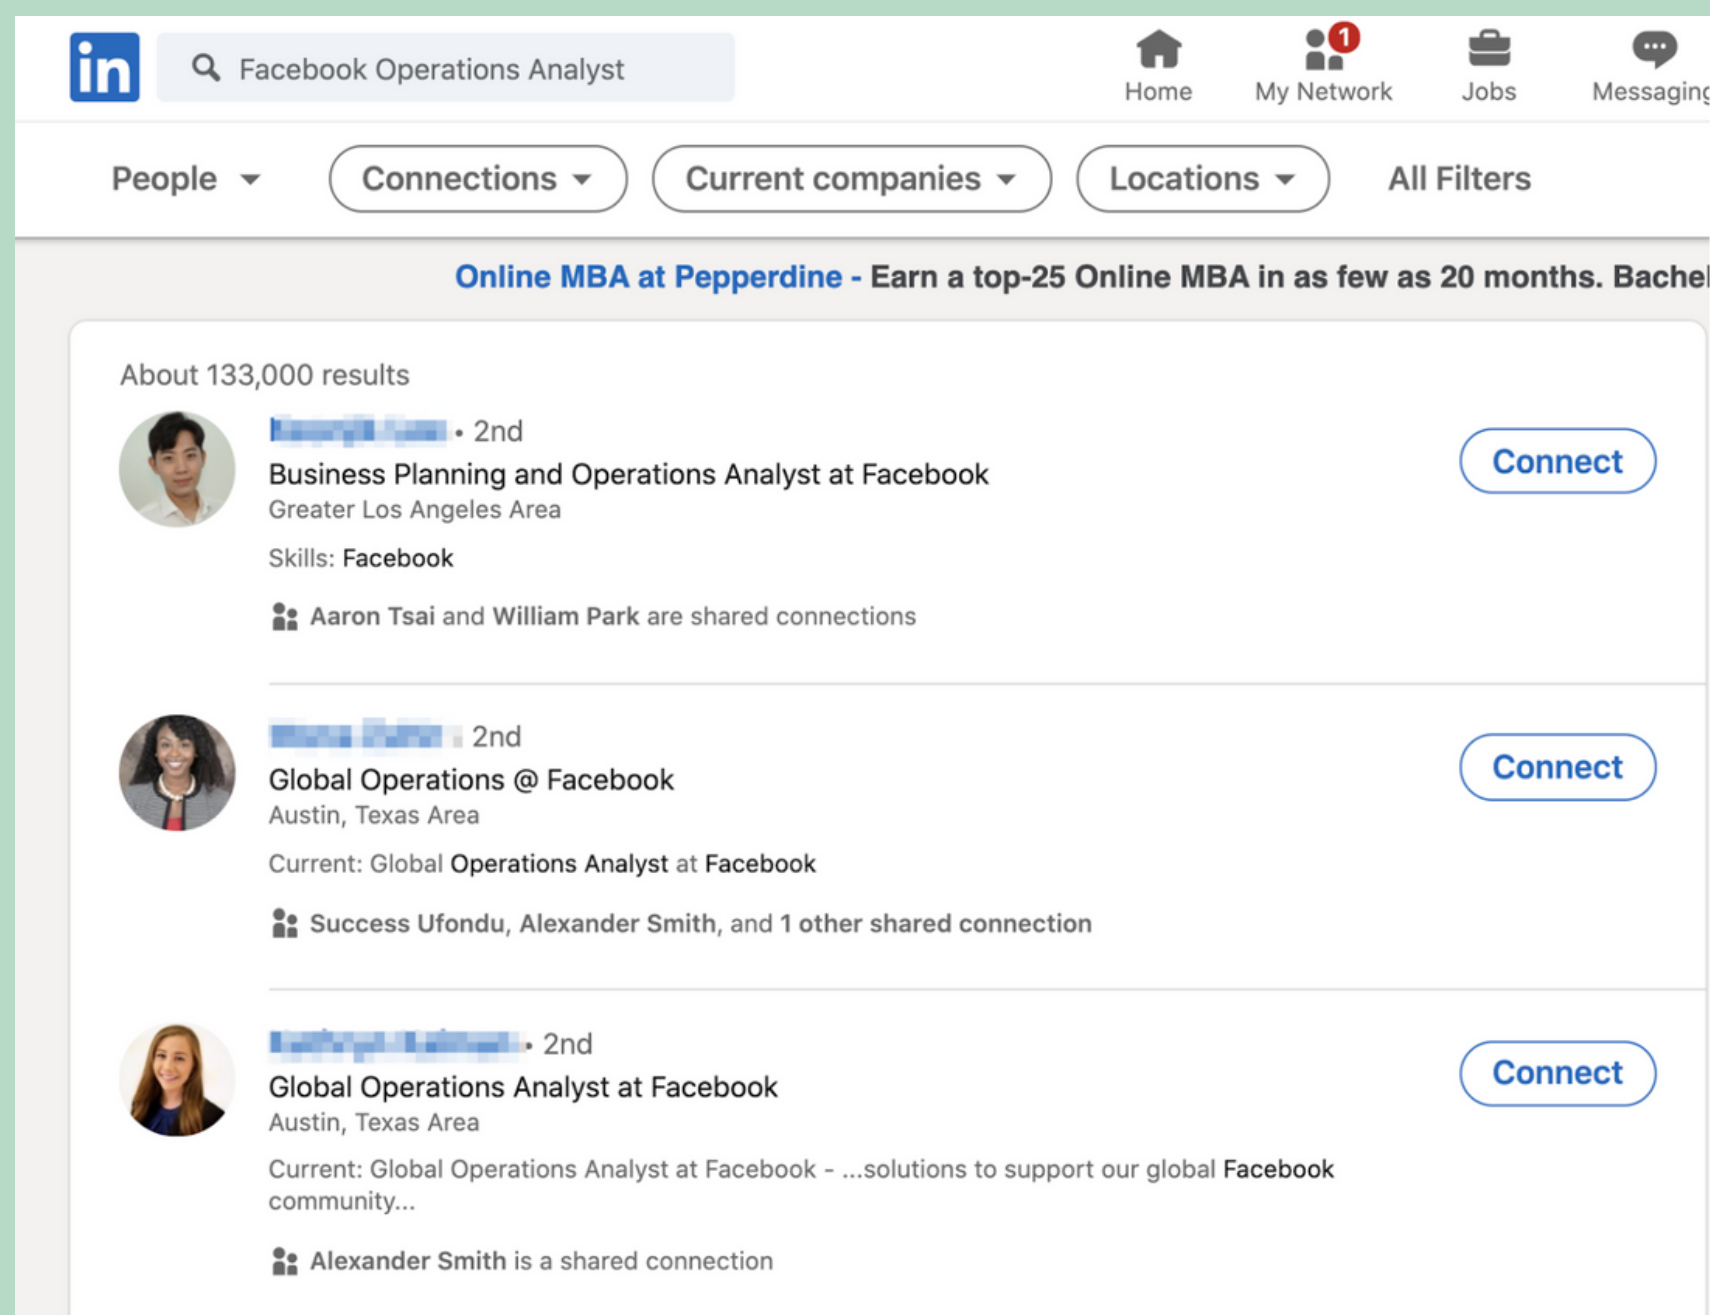 in
Facebook Operations Analyst
Home
1
My Network
Jobs
Messaging
People
Connections
Current companies
Locations
All Filters
Online MBA at Pepperdine - Earn a top-25 Online MBA in as few as 20 months. Bachel
About 133,000 results
• 2nd
Business Planning and Operations Analyst at Facebook
Greater Los Angeles Area
Skills: Facebook
Aaron Tsai and William Park are shared connections
Connect
2nd
Global Operations @ Facebook
Austin, Texas Area
Current: Global Operations Analyst at Facebook
Success Ufondu, Alexander Smith, and 1 other shared connection
Connect
• 2nd
Global Operations Analyst at Facebook
Austin, Texas Area
Current: Global Operations Analyst at Facebook - ...solutions to support our global Facebook
community...
Alexander Smith is a shared connection
Connect